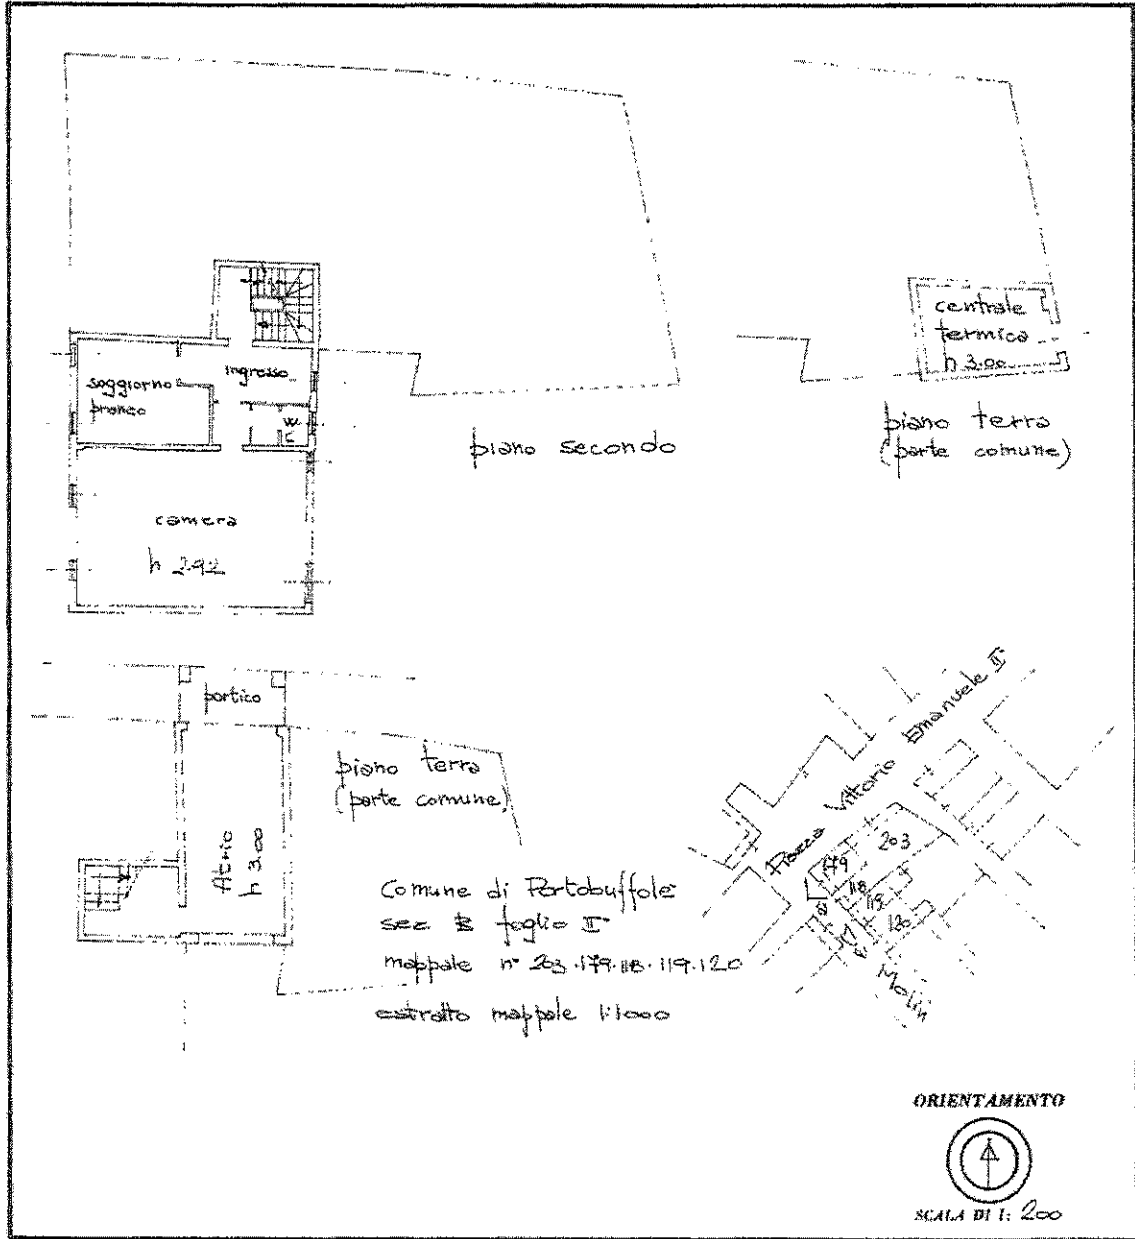 centrale
termica
h 3.00
piano terra
(parte comune)
ingresso
soggiorno
pranzo
w
c
piano secondo
camera
h 2.92
portico
piano terra
(parte comune)
Atrio
h 3.00
Piazza Vittorio Emanuele II
203
179
118
119
120
Molin
Comune di Portobuffolè
sez B foglio II
mappale n° 203.179.118.119.120
estratto mappale 1:1000
ORIENTAMENTO
SCALA DI 1: 200